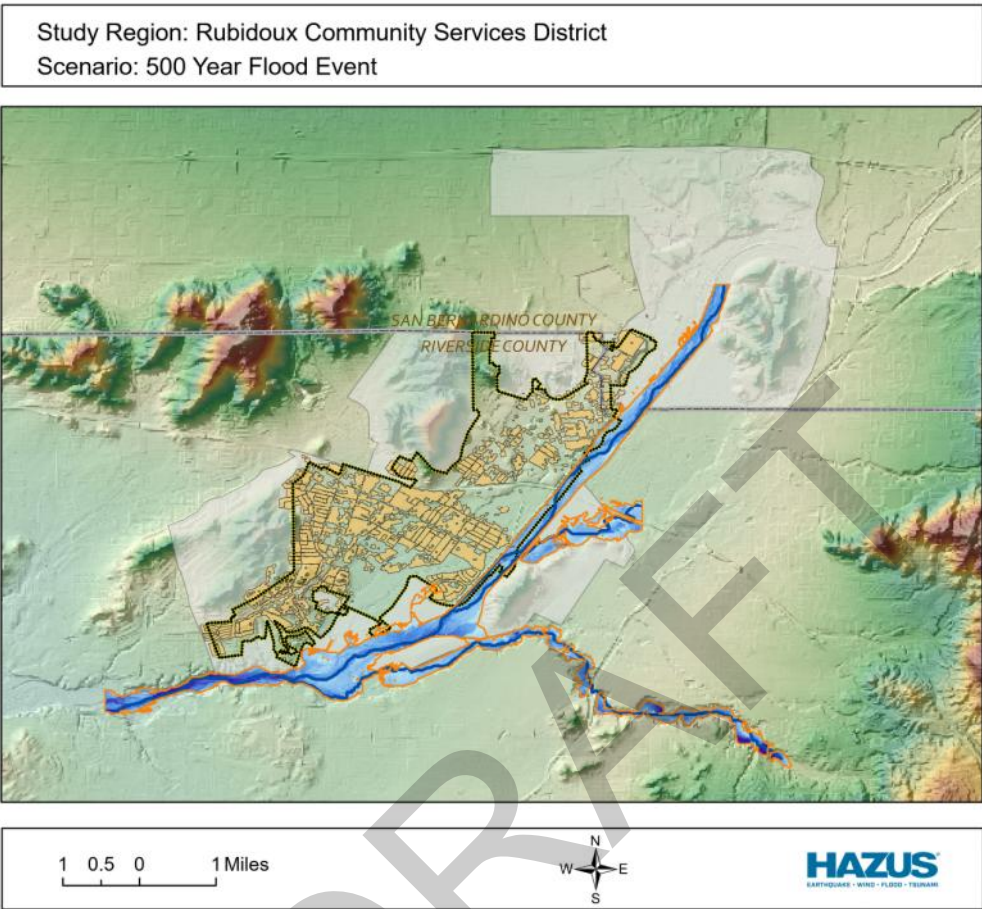 Study Region: Rubidoux Community Services District
Scenario: 500 Year Flood Event
SAN BERNARDINO COUNTY
RIVERSIDE COUNTY
DRAFT
1 0.5 0 1 Miles
N
W E
S
HAZUS
EARTHQUAKE • WIND • FLOOD • TSUNAMI